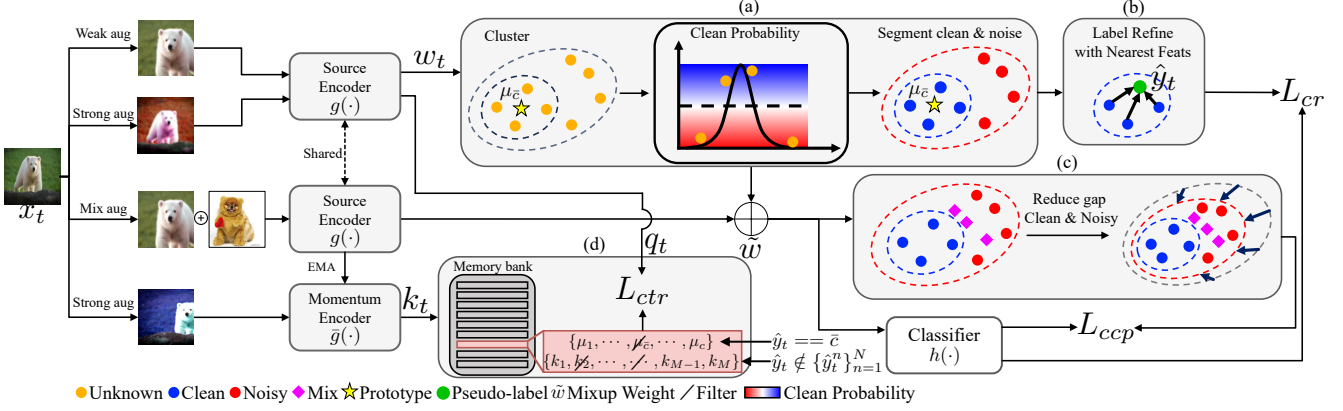 (a)
(b)
Weak aug
Strong aug
x_t
Mix aug
Strong aug
Source
Encoder
g(·)
Shared
Source
Encoder
g(·)
EMA
Momentum
Encoder
ḡ(·)
w_t
k_t
q_t
Cluster
μ_c̄
Clean Probability
Segment clean & noise
μ_c̄
Label Refine
with Nearest Feats
ŷ_t
L_cr
w̃
(c)
Reduce gap
Clean & Noisy
(d)
Memory bank
L_ctr
{μ_1, ⋯, μ_c̄, ⋯, μ_c}
ŷ_t == c̄
{k_1, k_2, ⋯, ⋯, k_{M−1}, k_M}
ŷ_t ∉ {ŷ_t^n}_{n=1}^N
Classifier
h(·)
L_ccp
Unknown Clean Noisy Mix Prototype Pseudo-label w̃ Mixup Weight Filter Clean Probability